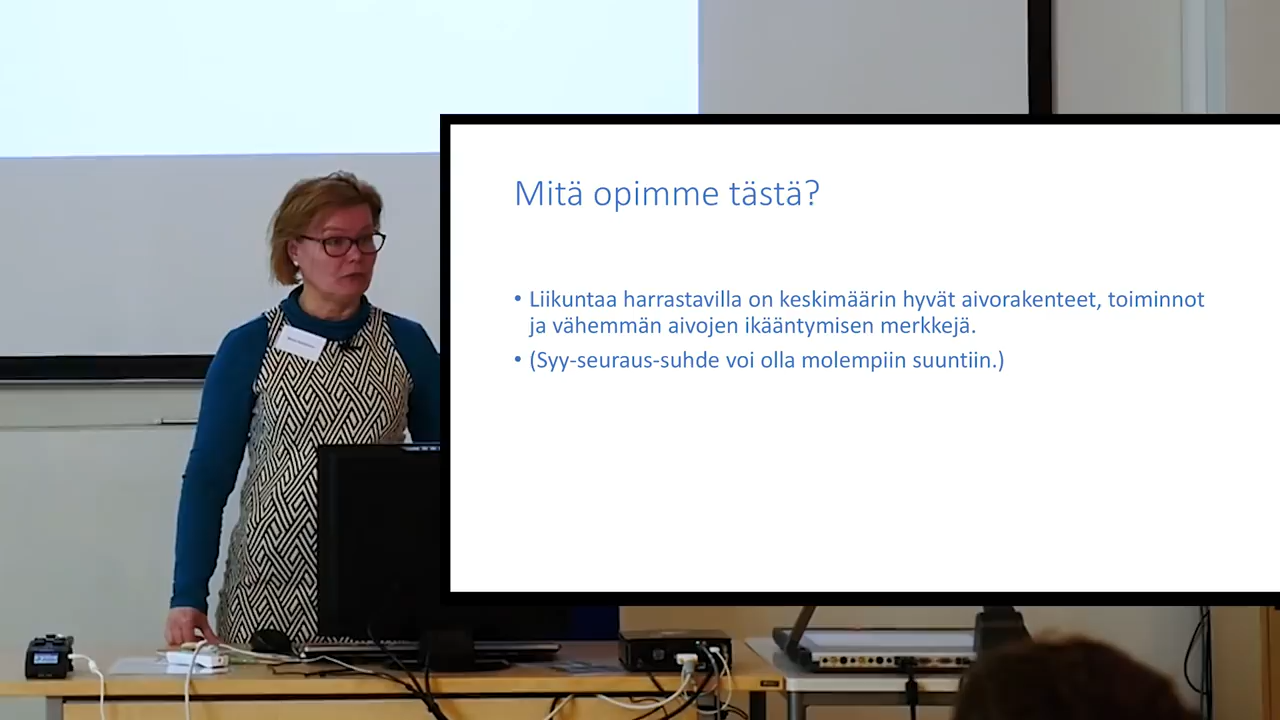 Mitä opimme tästä?
• Liikuntaa harrastavilla on keskimäärin hyvät aivorakenteet, toiminnot
ja vähemmän aivojen ikääntymisen merkkejä.
• (Syy-seuraus-suhde voi olla molempiin suuntiin.)